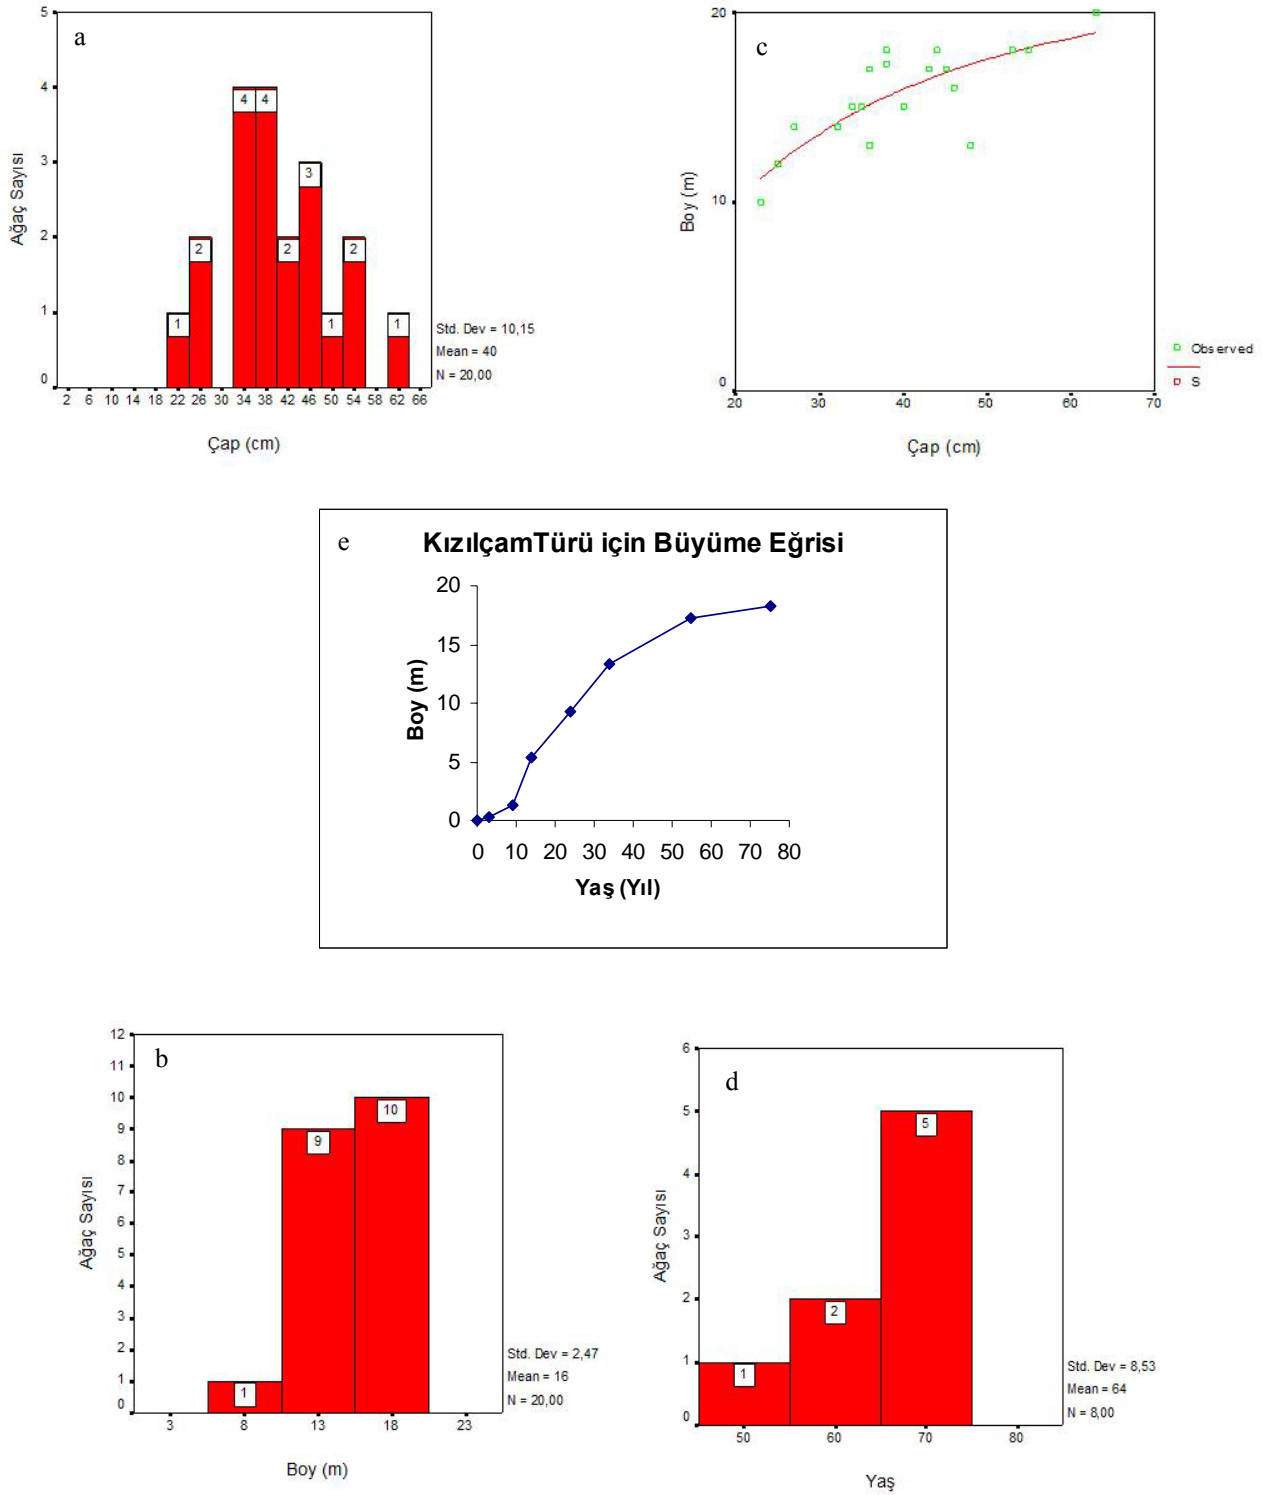 a
5
4
3
2
1
0
Ağaç Sayısı
1
2
4
4
2
3
1
2
1
2 6 10 14 18 22 26 30 34 38 42 46 50 54 58 62 66
Çap (cm)
Std. Dev = 10,15
Mean = 40
N = 20,00
c
20
10
0
Boy (m)
20 30 40 50 60 70
Çap (cm)
Observed
S
e
KızılçamTürü için Büyüme Eğrisi
20
15
10
5
0
Boy (m)
0 10 20 30 40 50 60 70 80
Yaş (Yıl)
b
12
11
10
9
8
7
6
5
4
3
2
1
0
Ağaç Sayısı
1
9
10
3 8 13 18 23
Boy (m)
Std. Dev = 2,47
Mean = 16
N = 20,00
d
6
5
4
3
2
1
0
Ağaç Sayısı
1
2
5
50 60 70 80
Yaş
Std. Dev = 8,53
Mean = 64
N = 8,00